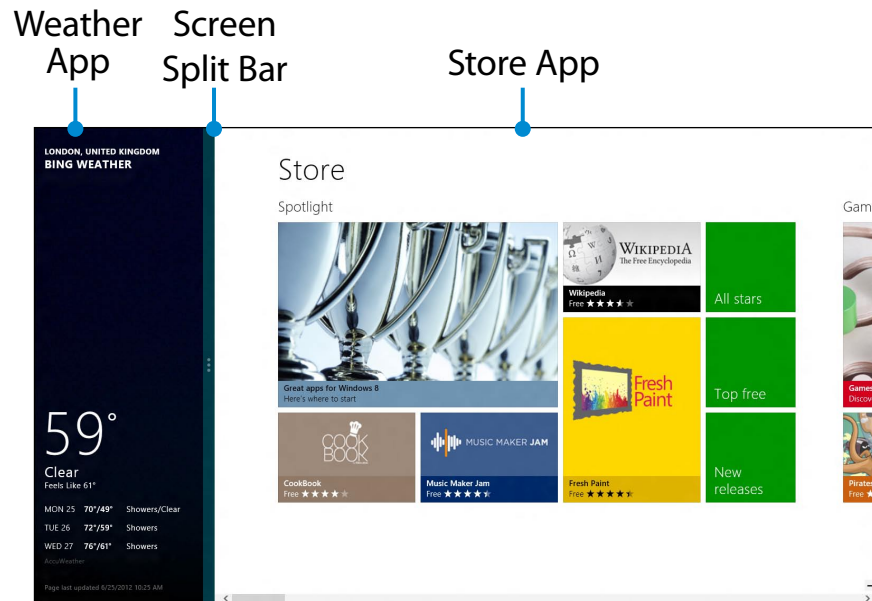 Weather
App
Screen
Split Bar
Store App
LONDON, UNITED KINGDOM
BING WEATHER
59°
Clear
Feels Like 61°
MON 25 70°/49° Showers/Clear
TUE 26 72°/59° Showers
WED 27 76°/61° Showers
AccuWeather
Page last updated 6/25/2012 10:25 AM
Store
Spotlight
Great apps for Windows 8
Here's where to start
WIKIPEDIA
The Free Encyclopedia
Wikipedia
Free
All stars
COOK
BOOK
CookBook
Free
MUSIC MAKER JAM
Music Maker Jam
Free
Fresh
Paint
Fresh Paint
Free
Top free
New
releases
Gam
Games
Discov
Pirates
Free